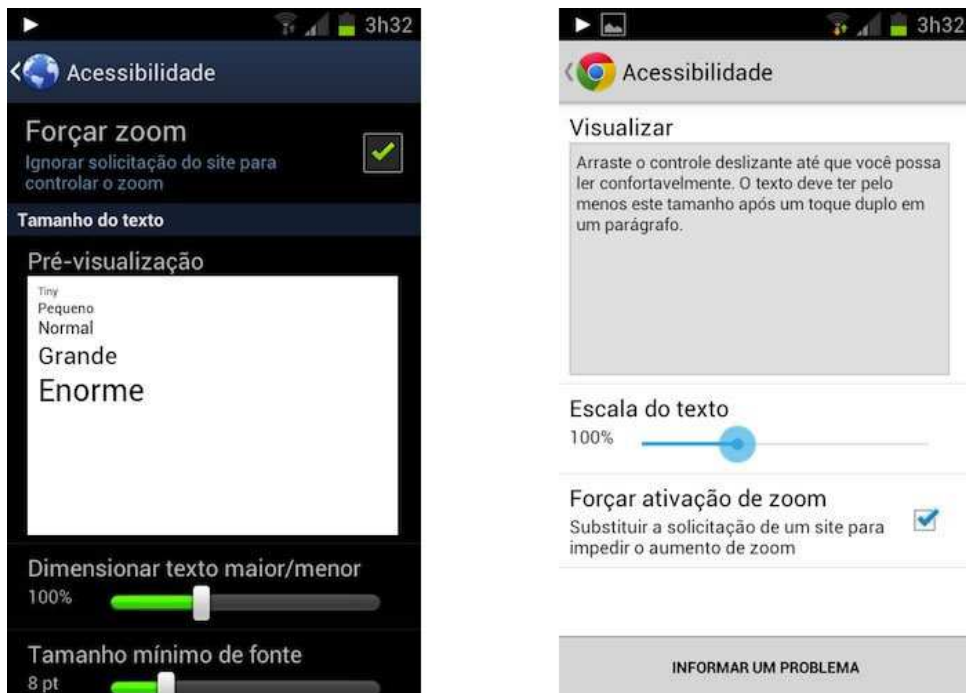 3h32
Acessibilidade
Forçar zoom
Ignorar solicitação do site para
controlar o zoom
Tamanho do texto
Pré-visualização
Tiny
Pequeno
Normal
Grande
Enorme
Dimensionar texto maior/menor
100%
Tamanho mínimo de fonte
8 pt
3h32
Acessibilidade
Visualizar
Arraste o controle deslizante até que você possa
ler confortavelmente. O texto deve ter pelo
menos este tamanho após um toque duplo em
um parágrafo.
Escala do texto
100%
Forçar ativação de zoom
Substituir a solicitação de um site para
impedir o aumento de zoom
INFORMAR UM PROBLEMA